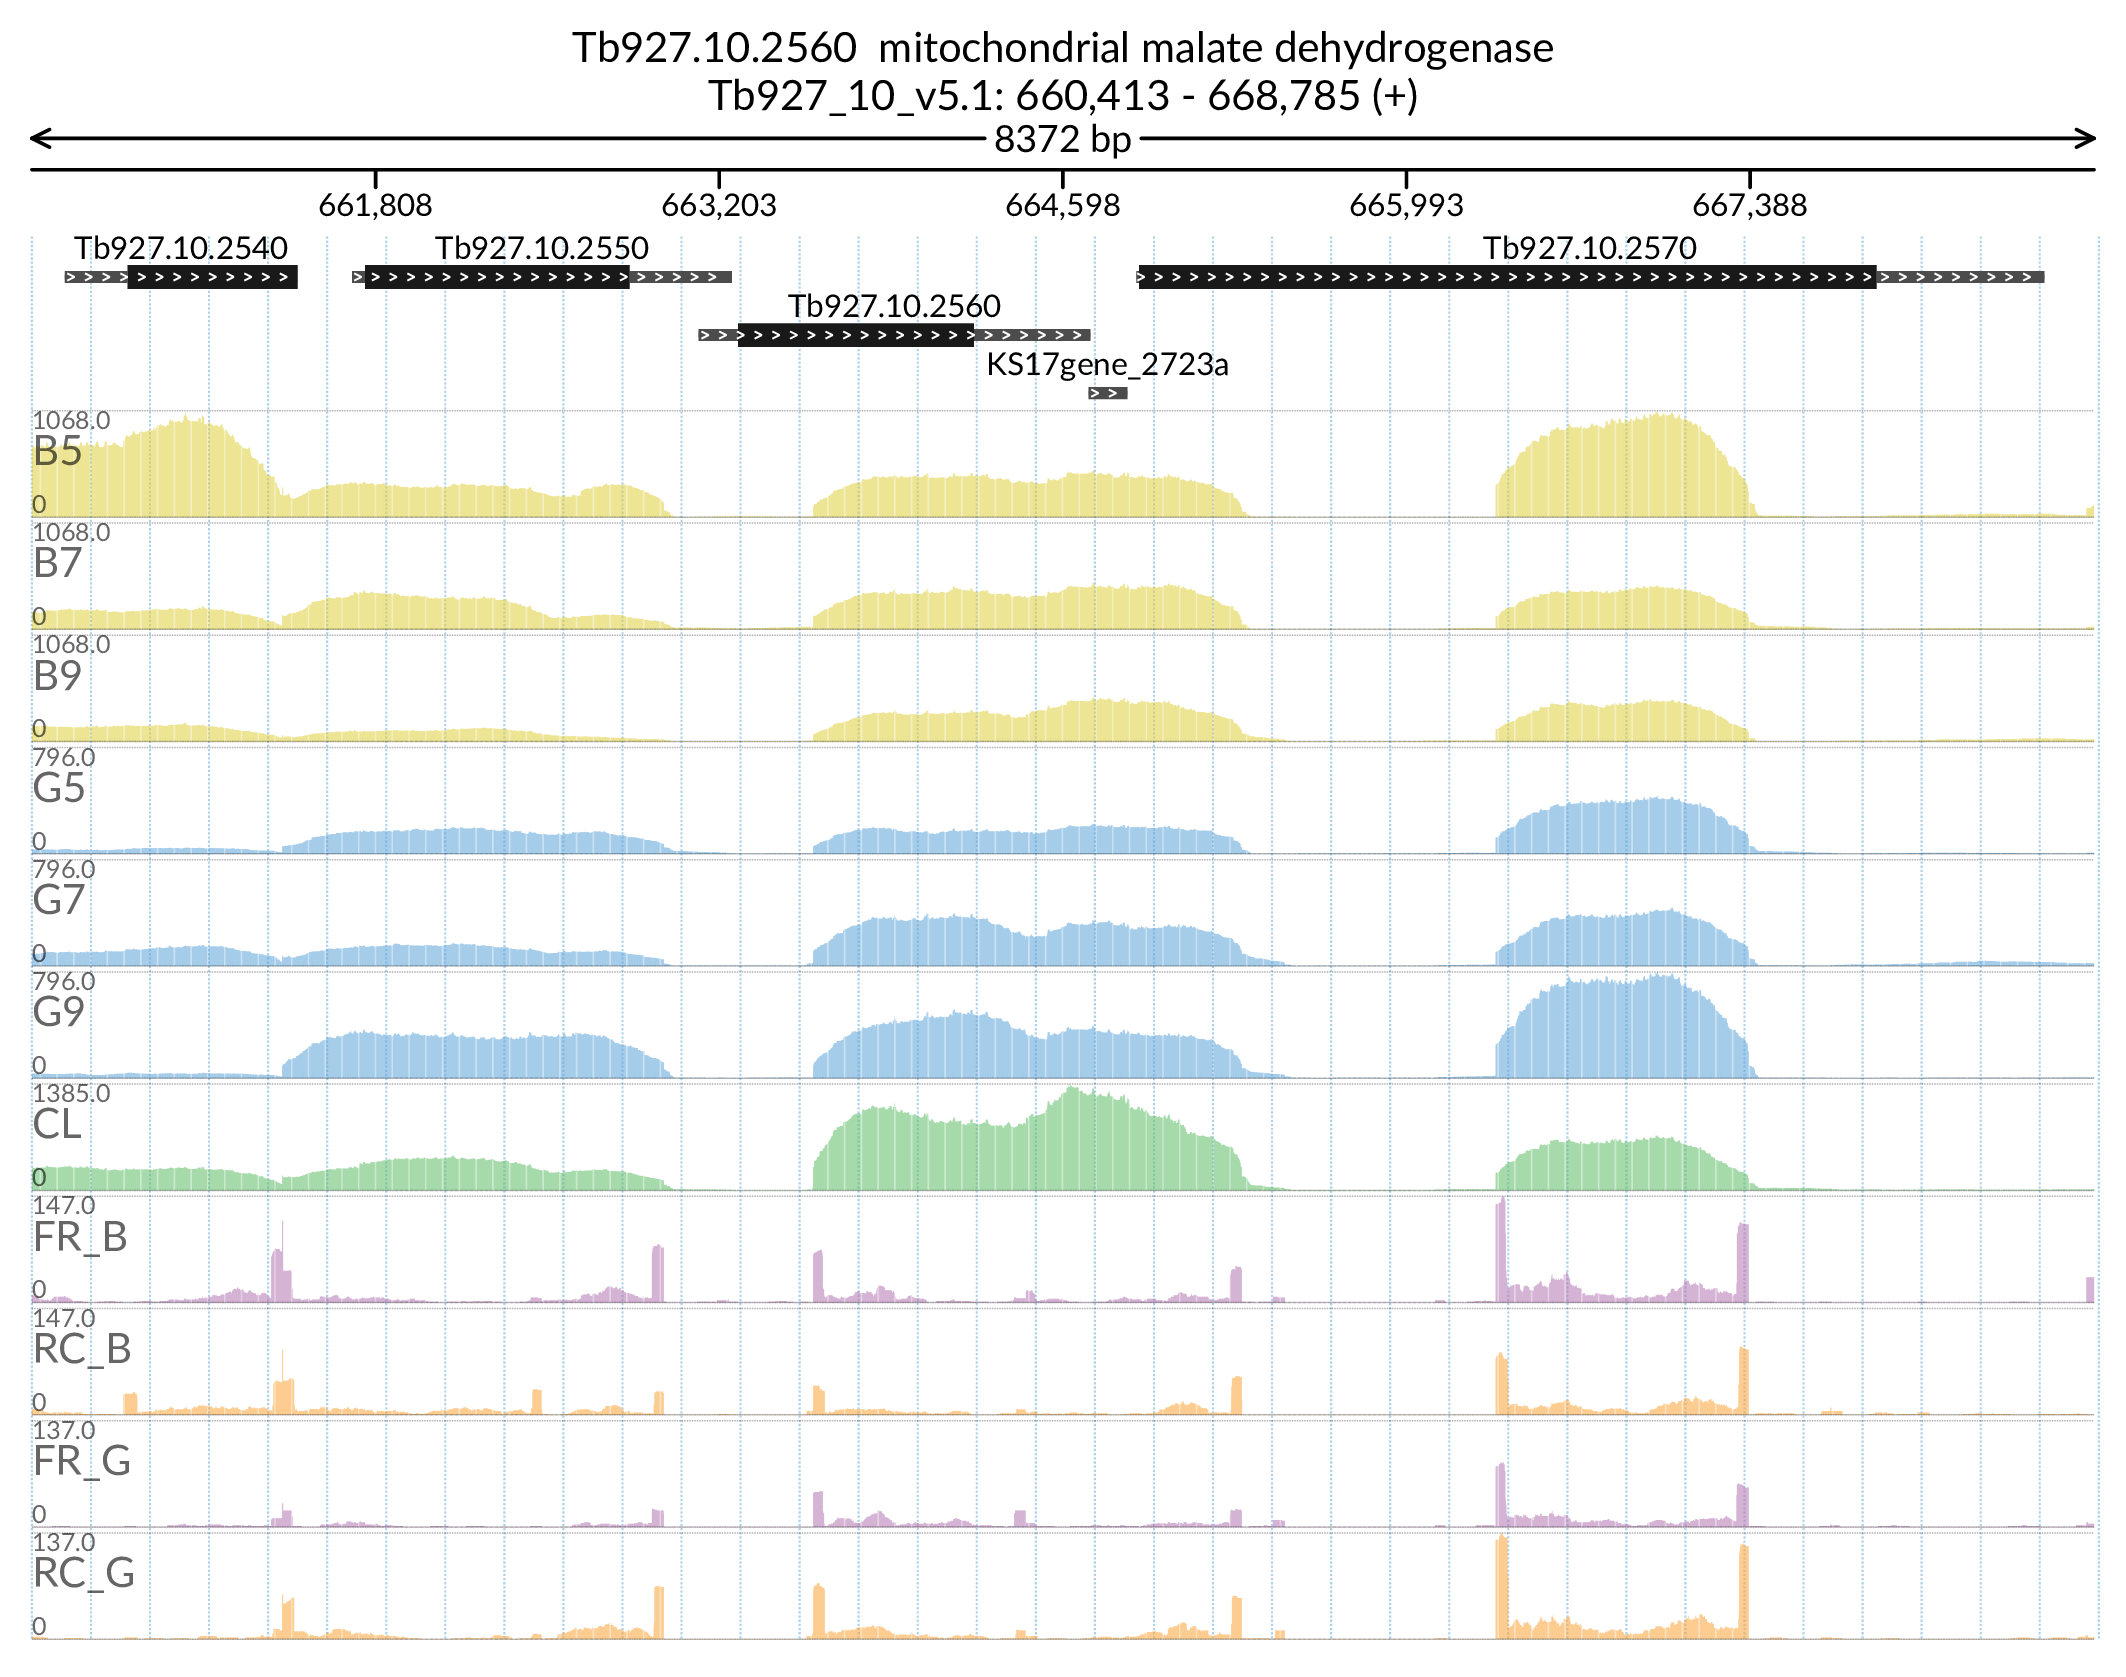 Tb927.10.2560 mitochondrial malate dehydrogenase
Tb927_10_v5.1: 660,413 - 668,785 (+)
8372 bp
661,808 663,203 664,598 665,993 667,388
Tb927.10.2540 Tb927.10.2550 Tb927.10.2570
Tb927.10.2560
KS17gene_2723a
1068.0
B5
0
1068.0
B7
0
1068.0
B9
0
796.0
G5
0
796.0
G7
0
796.0
G9
0
1385.0
CL
0
147.0
FR_B
0
147.0
RC_B
0
137.0
FR_G
0
137.0
RC_G
0